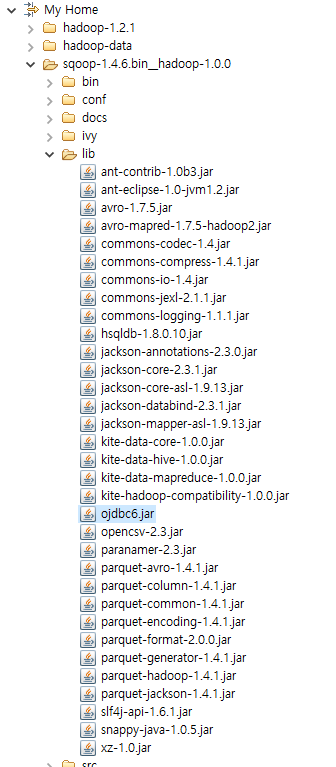 My Home
hadoop-1.2.1
hadoop-data
sqoop-1.4.6.bin__hadoop-1.0.0
bin
conf
docs
ivy
lib
ant-contrib-1.0b3.jar
ant-eclipse-1.0-jvm1.2.jar
avro-1.7.5.jar
avro-mapred-1.7.5-hadoop2.jar
commons-codec-1.4.jar
commons-compress-1.4.1.jar
commons-io-1.4.jar
commons-jexl-2.1.1.jar
commons-logging-1.1.1.jar
hsqldb-1.8.0.10.jar
jackson-annotations-2.3.0.jar
jackson-core-2.3.1.jar
jackson-core-asl-1.9.13.jar
jackson-databind-2.3.1.jar
jackson-mapper-asl-1.9.13.jar
kite-data-core-1.0.0.jar
kite-data-hive-1.0.0.jar
kite-data-mapreduce-1.0.0.jar
kite-hadoop-compatibility-1.0.0.jar
ojdbc6.jar
opencsv-2.3.jar
paranamer-2.3.jar
parquet-avro-1.4.1.jar
parquet-column-1.4.1.jar
parquet-common-1.4.1.jar
parquet-encoding-1.4.1.jar
parquet-format-2.0.0.jar
parquet-generator-1.4.1.jar
parquet-hadoop-1.4.1.jar
parquet-jackson-1.4.1.jar
slf4j-api-1.6.1.jar
snappy-java-1.0.5.jar
xz-1.0.jar
src